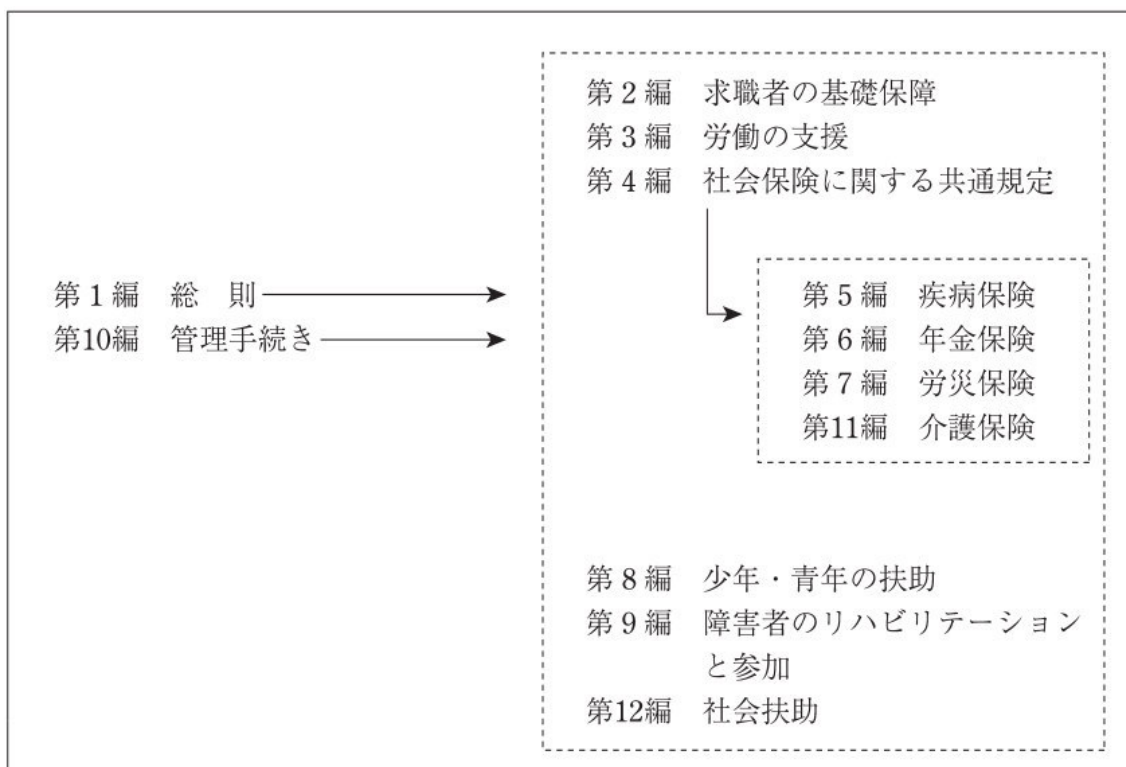 第2編 求職者の基礎保障
第3編 労働の支援
第4編 社会保険に関する共通規定
第1編 総 則
第10編 管理手続き
第5編 疾病保険
第6編 年金保険
第7編 労災保険
第11編 介護保険
第8編 少年・青年の扶助
第9編 障害者のリハビリテーション
と参加
第12編 社会扶助